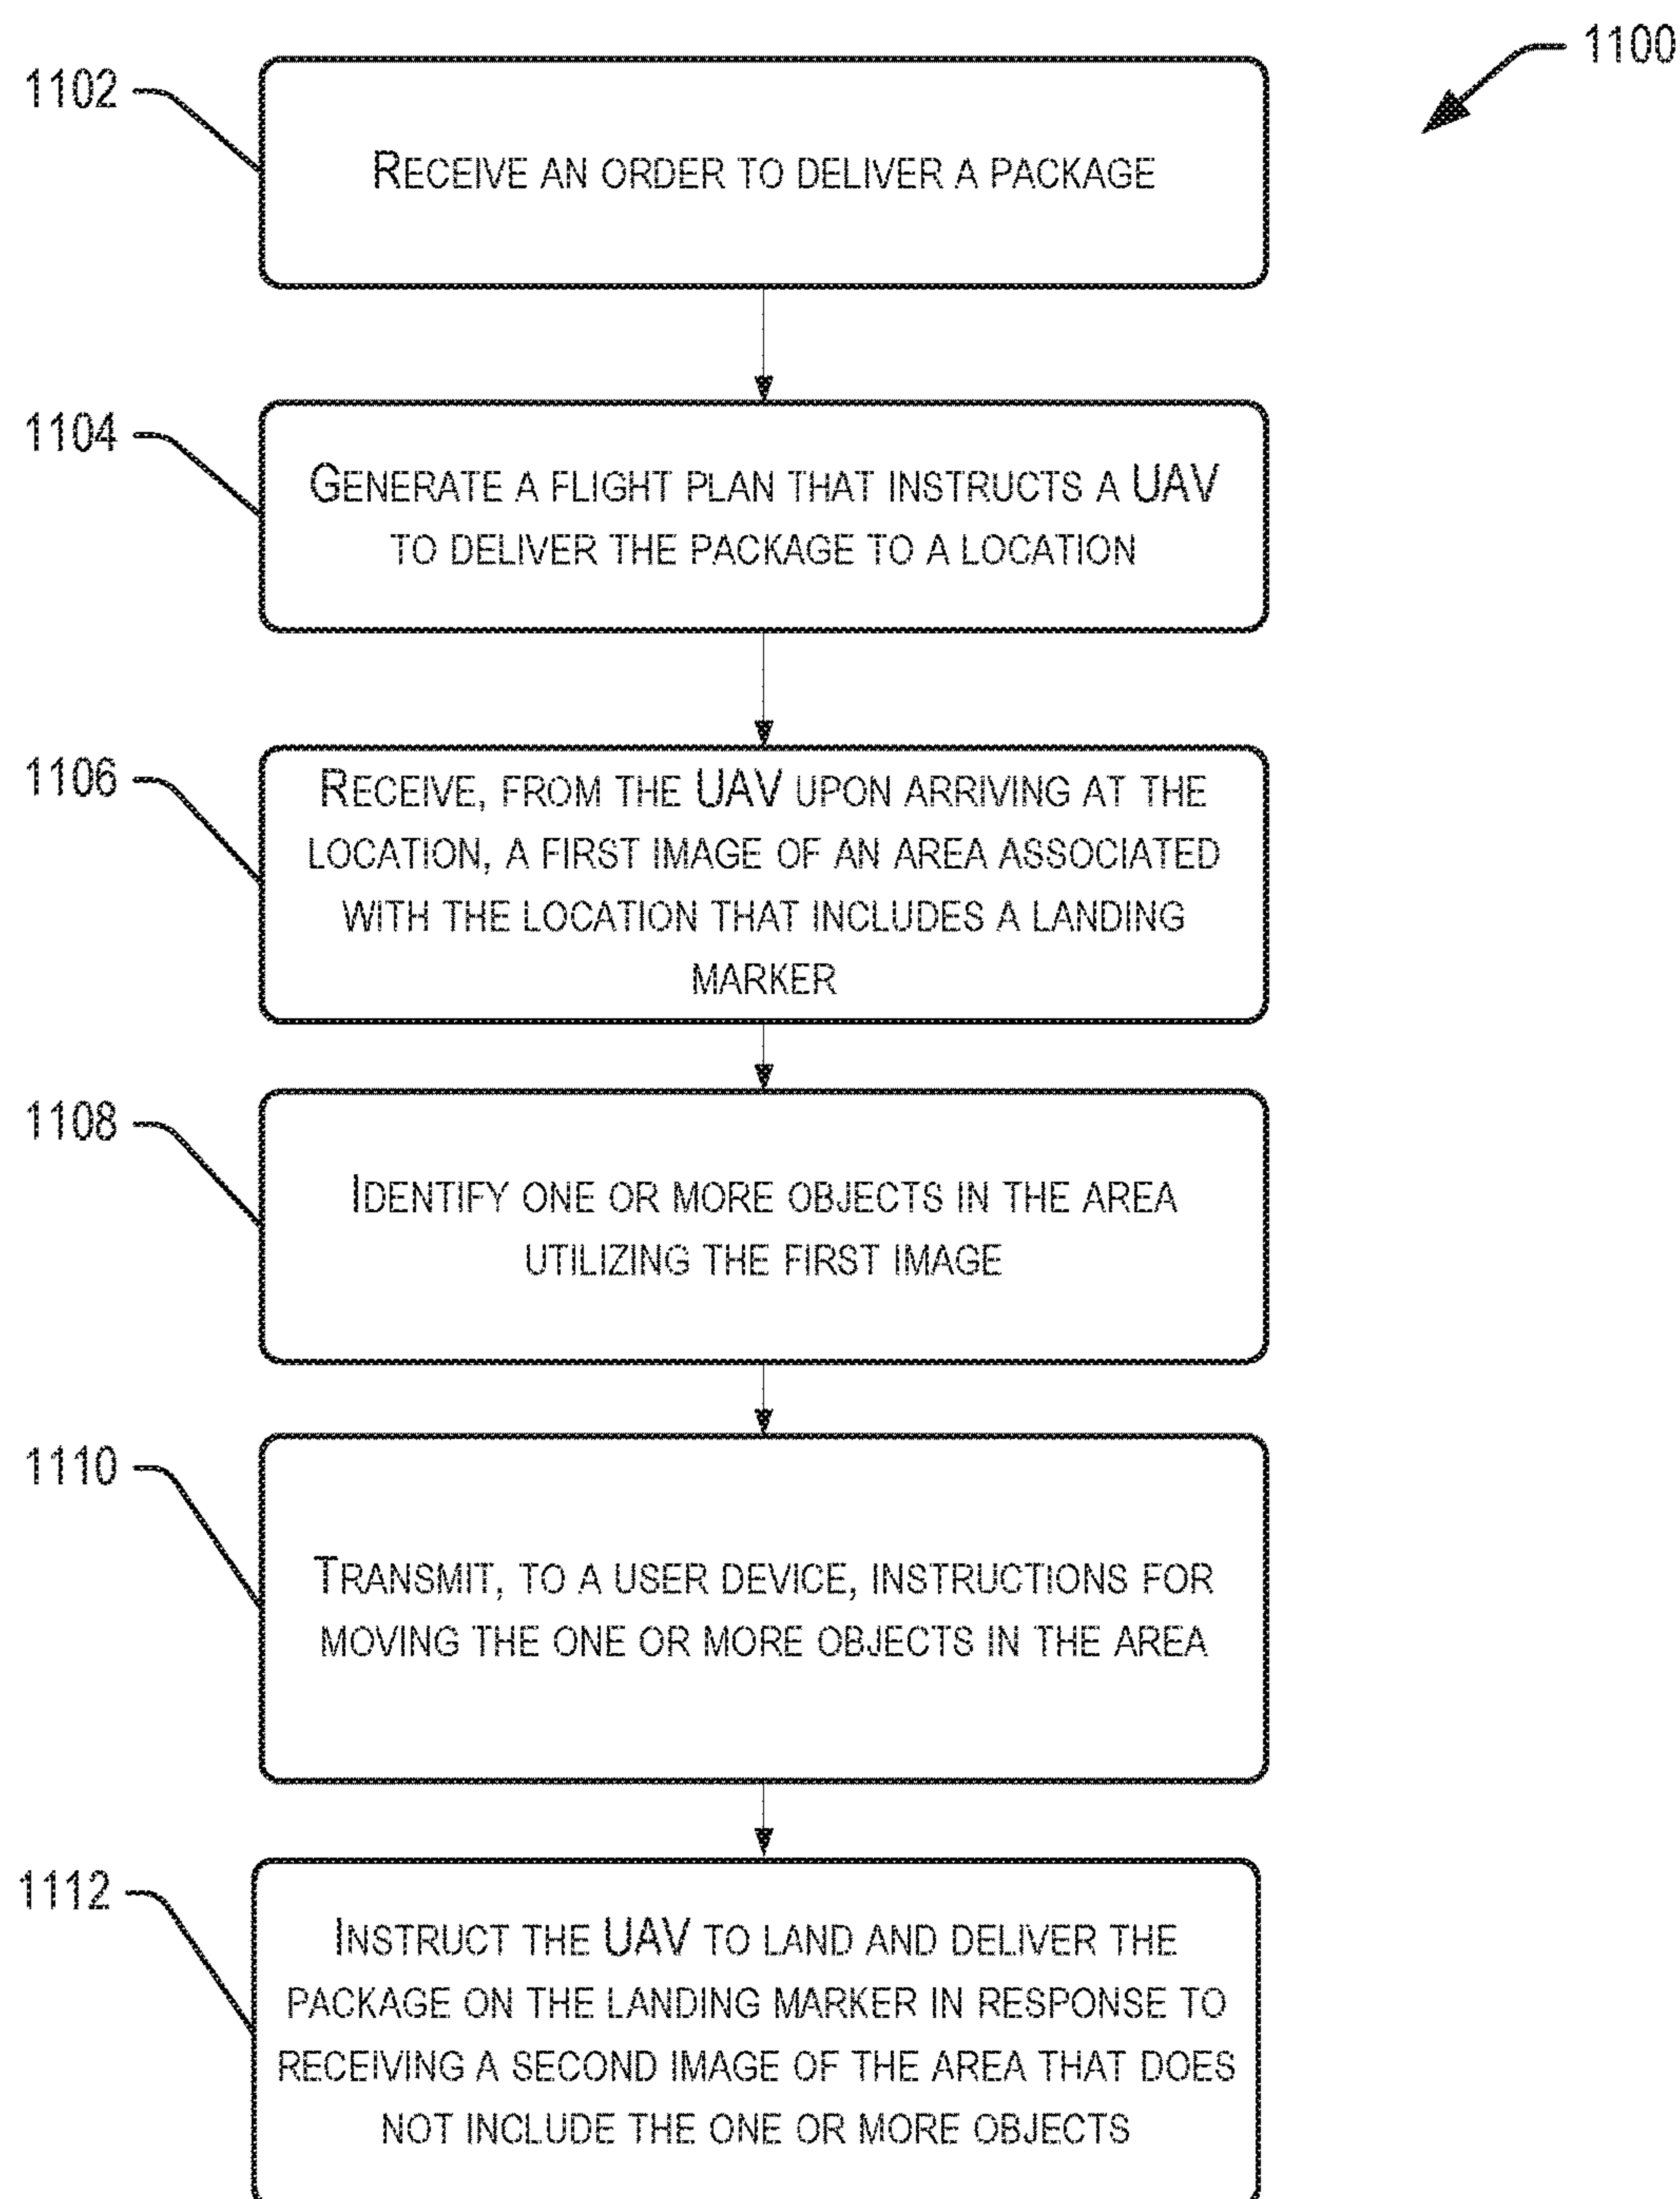 1100
1102
RECEIVE AN ORDER TO DELIVER A PACKAGE
1104
GENERATE A FLIGHT PLAN THAT INSTRUCTS A UAV
TO DELIVER THE PACKAGE TO A LOCATION
1106
RECEIVE, FROM THE UAV UPON ARRIVING AT THE
LOCATION, A FIRST IMAGE OF AN AREA ASSOCIATED
WITH THE LOCATION THAT INCLUDES A LANDING
MARKER
1108
IDENTIFY ONE OR MORE OBJECTS IN THE AREA
UTILIZING THE FIRST IMAGE
1110
TRANSMIT, TO A USER DEVICE, INSTRUCTIONS FOR
MOVING THE ONE OR MORE OBJECTS IN THE AREA
1112
INSTRUCT THE UAV TO LAND AND DELIVER THE
PACKAGE ON THE LANDING MARKER IN RESPONSE TO
RECEIVING A SECOND IMAGE OF THE AREA THAT DOES
NOT INCLUDE THE ONE OR MORE OBJECTS